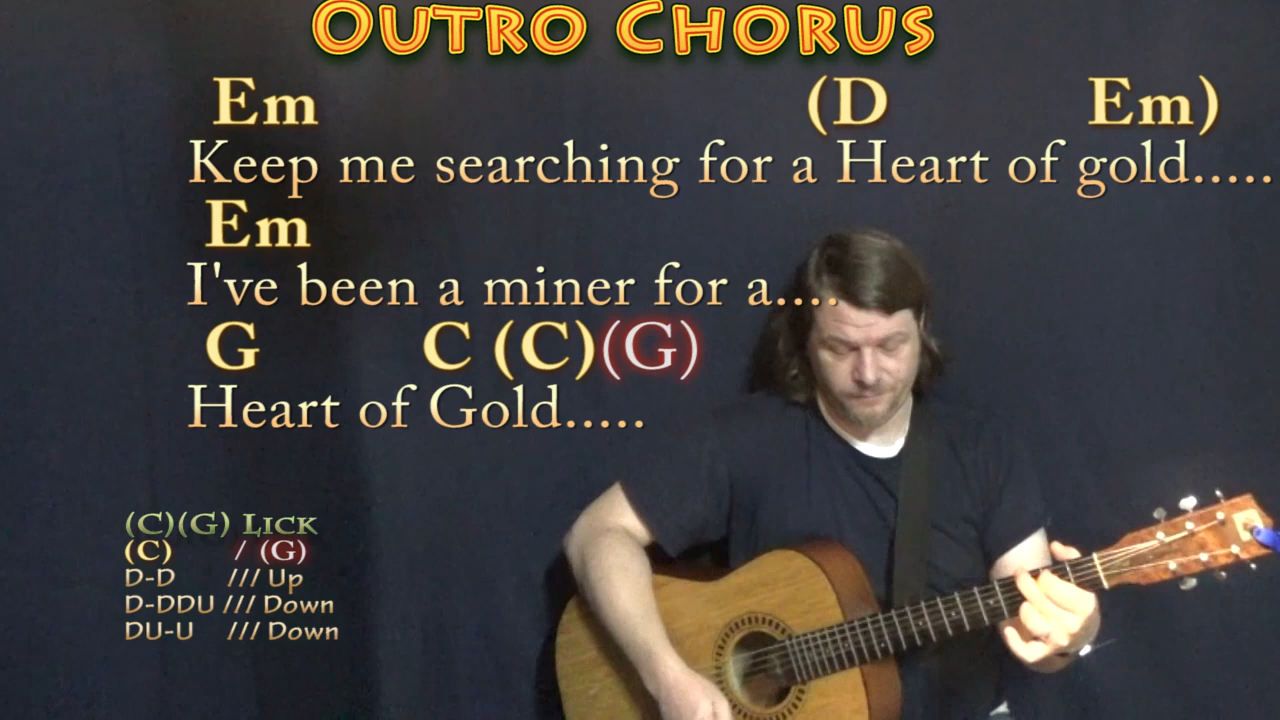 OUTRO CHORUS
Em (D Em)
Keep me searching for a Heart of gold.....
Em
I've been a miner for a....
G C (C)(G)
Heart of Gold.....
(C)(G) LICK
(C) / (G)
D-D /// Up
D-DDU /// Down
DU-U /// Down